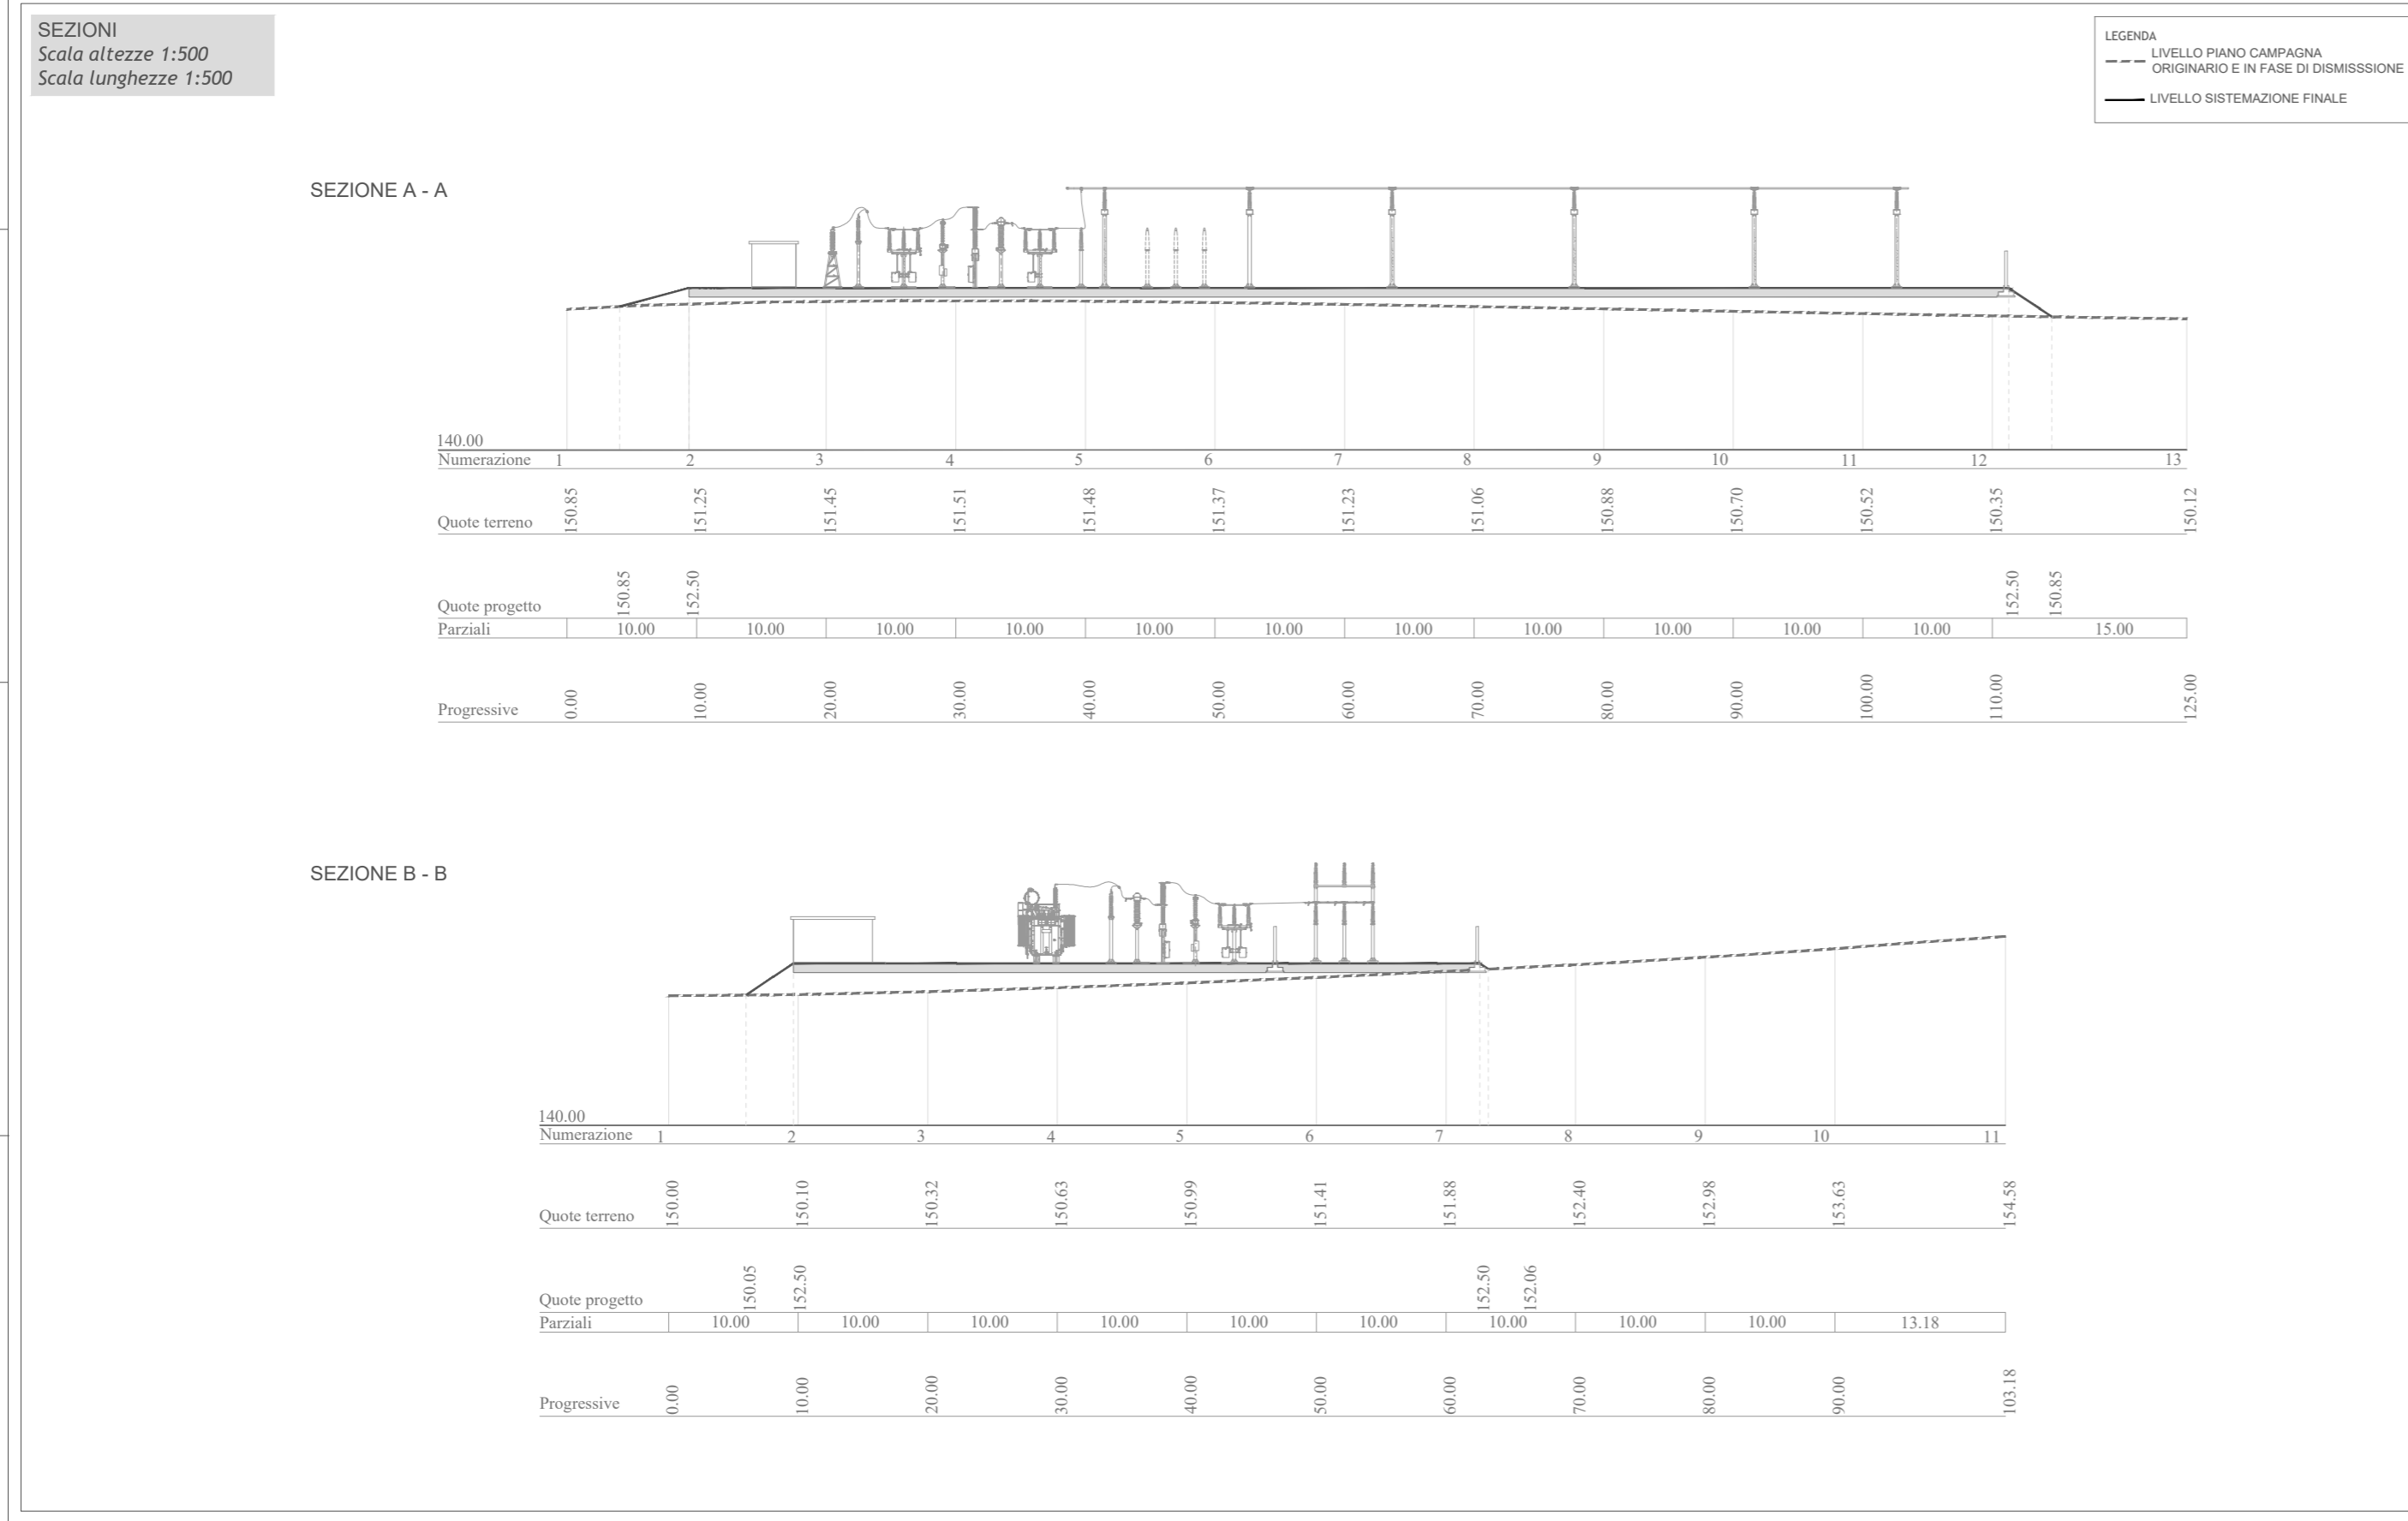 SEZIONI
Scala altezze 1:500
Scala lunghezze 1:500
LEGENDA
LIVELLO PIANO CAMPAGNA
ORIGINARIO E IN FASE DI DISMISSSIONE
LIVELLO SISTEMAZIONE FINALE
SEZIONE A - A
140.00
Numerazione 1 2 3 4 5 6 7 8 9 10 11 12 13
Quote terreno 150.85 151.25 151.45 151.51 151.48 151.37 151.23 151.06 150.88 150.70 150.52 150.35 150.12
Quote progetto 150.85 152.50 152.50 150.85
Parziali 10.00 10.00 10.00 10.00 10.00 10.00 10.00 10.00 10.00 10.00 10.00 15.00
Progressive 0.00 10.00 20.00 30.00 40.00 50.00 60.00 70.00 80.00 90.00 100.00 110.00 125.00
SEZIONE B - B
140.00
Numerazione 1 2 3 4 5 6 7 8 9 10 11
Quote terreno 150.00 150.10 150.32 150.63 150.99 151.41 151.88 152.40 152.98 153.63 154.58
Quote progetto 150.05 152.50 152.50 152.06
Parziali 10.00 10.00 10.00 10.00 10.00 10.00 10.00 10.00 10.00 13.18
Progressive 0.00 10.00 20.00 30.00 40.00 50.00 60.00 70.00 80.00 90.00 103.18